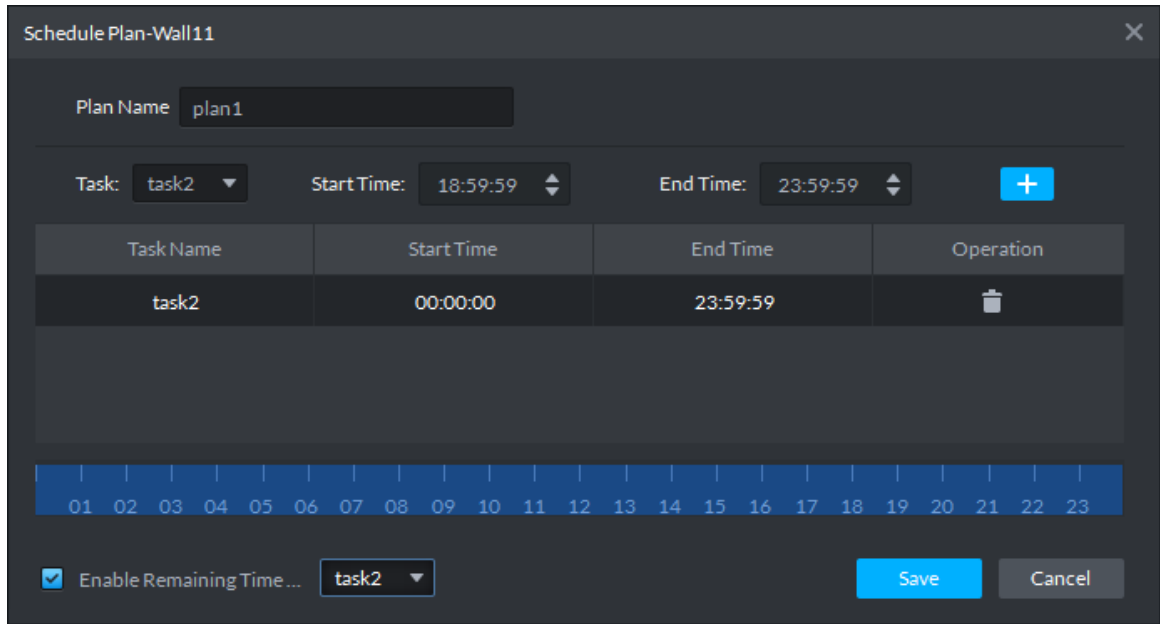 Schedule Plan-Wall11
Plan Name plan1
Task: task2 Start Time: 18:59:59 End Time: 23:59:59
Task Name Start Time End Time Operation
task2 00:00:00 23:59:59
01 02 03 04 05 06 07 08 09 10 11 12 13 14 15 16 17 18 19 20 21 22 23
Enable Remaining Time ... task2 Save Cancel